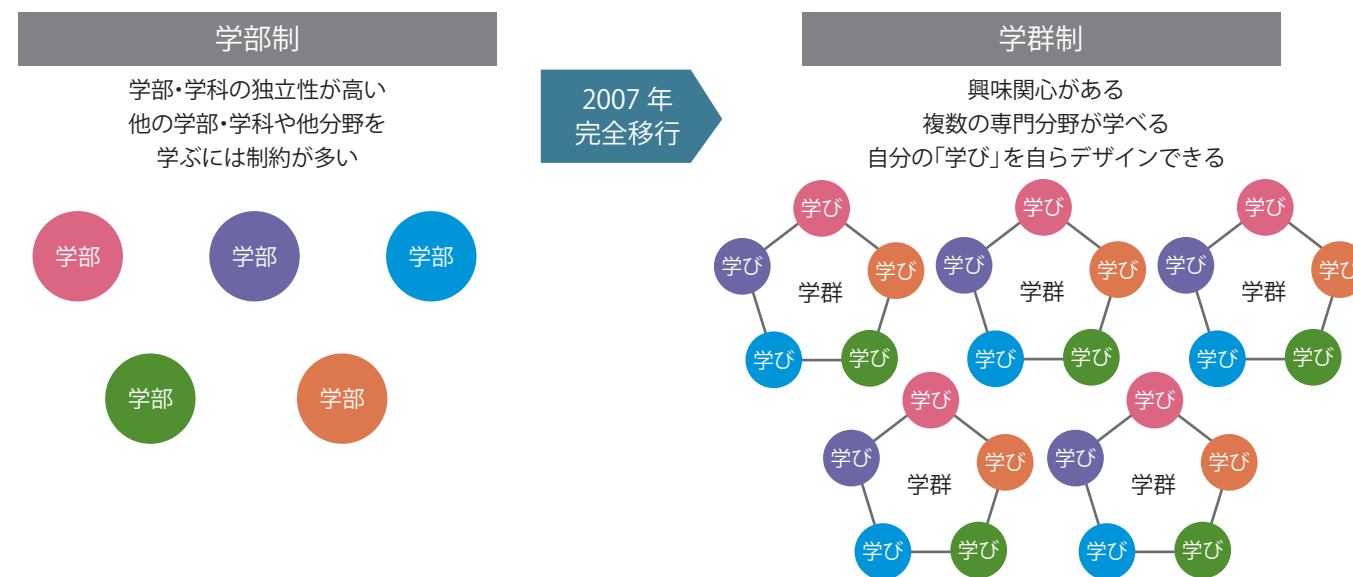 学部制
学部・学科の独立性が高い
他の学部・学科や他分野を
学ぶには制約が多い
学部
学部
学部
学部
学部
2007 年
完全移行
学群制
興味関心がある
複数の専門分野が学べる
自分の「学び」を自らデザインできる
学び
学び
学び
学び
学び
学群
学び
学び
学び
学び
学び
学群
学び
学び
学び
学び
学び
学群
学び
学び
学び
学び
学び
学群
学び
学び
学び
学び
学び
学群